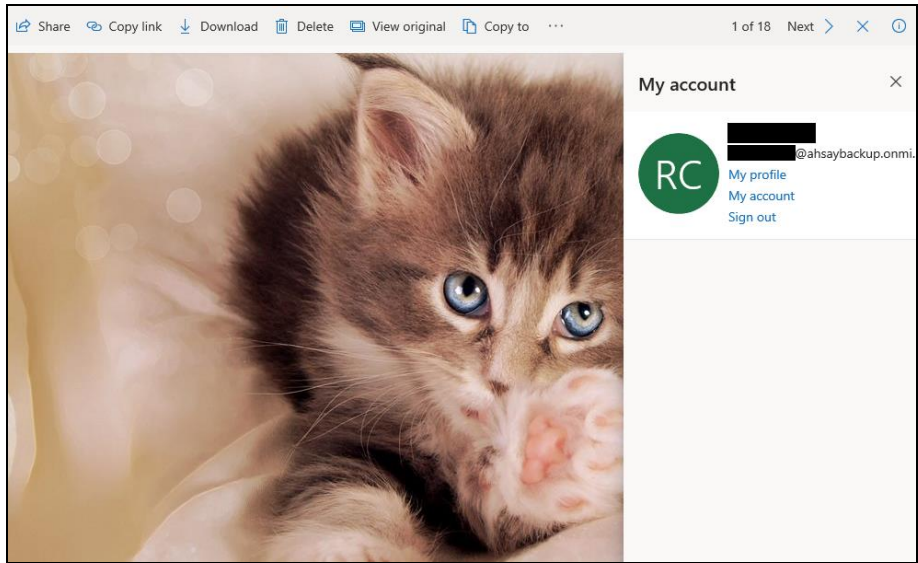 Share Copy link Download Delete View original Copy to ··· 1 of 18 Next
My account
RC
@ahsaybackup.onmi.
My profile
My account
Sign out